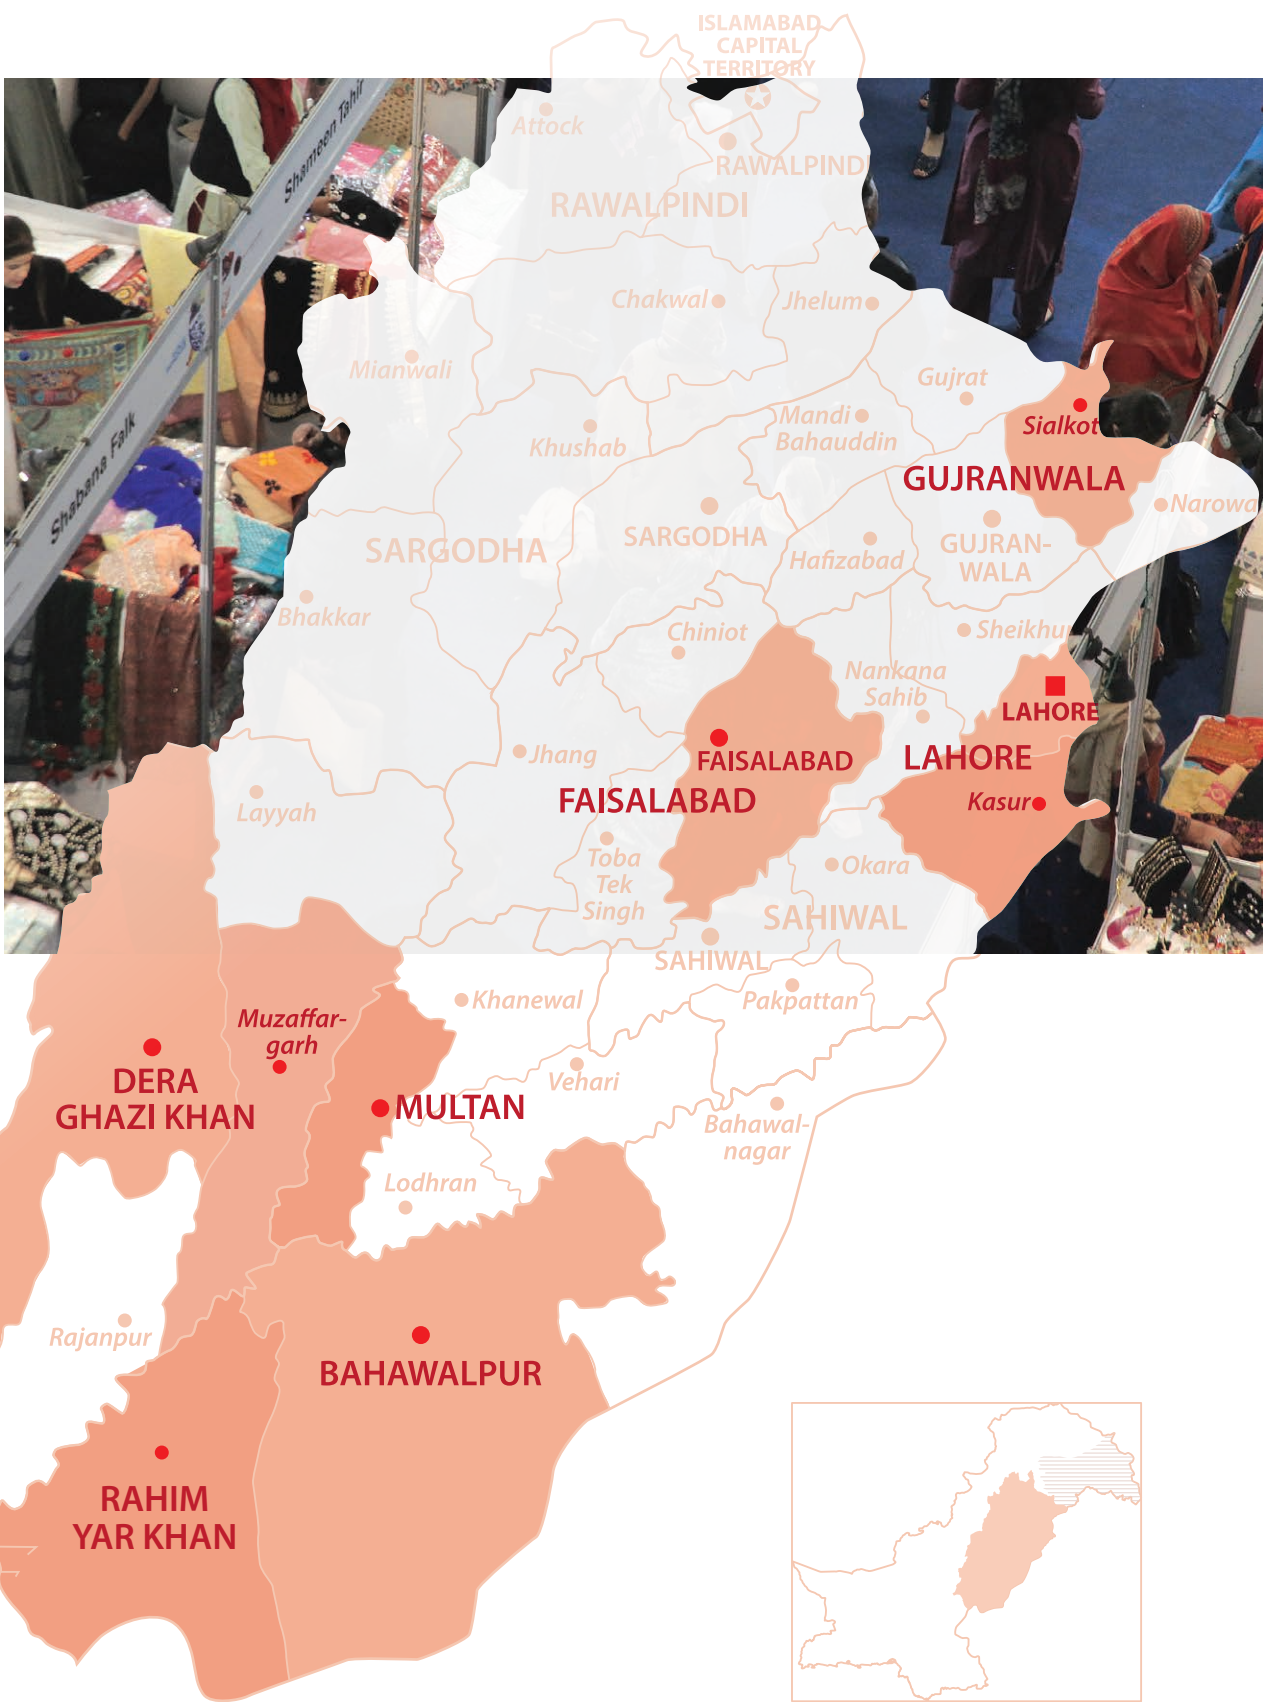 ISLAMABAD
CAPITAL
TERRITORY
Shameen Tahir
Attock
RAWALPINDI
RAWALPINDI
Chakwal
Jhelum
Mianwali
Gujrat
Mandi
Bahauddin
Sialkot
Khushab
GUJRANWALA
Shabana Falk
Narowa
SARGODHA
SARGODHA
Hafizabad
GUJRAN-
WALA
Bhakkar
Chiniot
Sheikhu
Nankana
Sahib
LAHORE
Jhang
FAISALABAD
LAHORE
FAISALABAD
Kasur
Layyah
Toba
Tek
Singh
Okara
SAHIWAL
SAHIWAL
Khanewal
Pakpattan
Muzaffar-
garh
DERA
GHAZI KHAN
Vehari
MULTAN
Bahawal-
nagar
Lodhran
Rajanpur
BAHAWALPUR
RAHIM
YAR KHAN